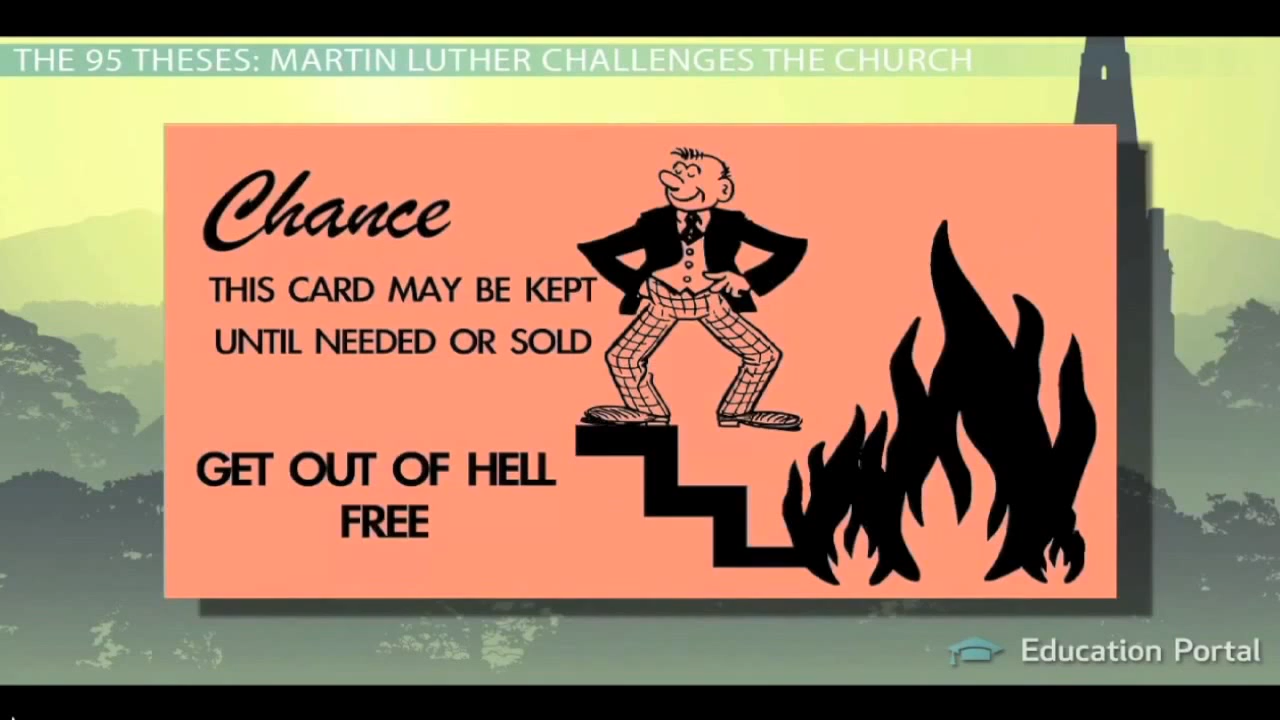 THE 95 THESES: MARTIN LUTHER CHALLENGES THE CHURCH
Chance
THIS CARD MAY BE KEPT
UNTIL NEEDED OR SOLD
GET OUT OF HELL
FREE
Education Portal